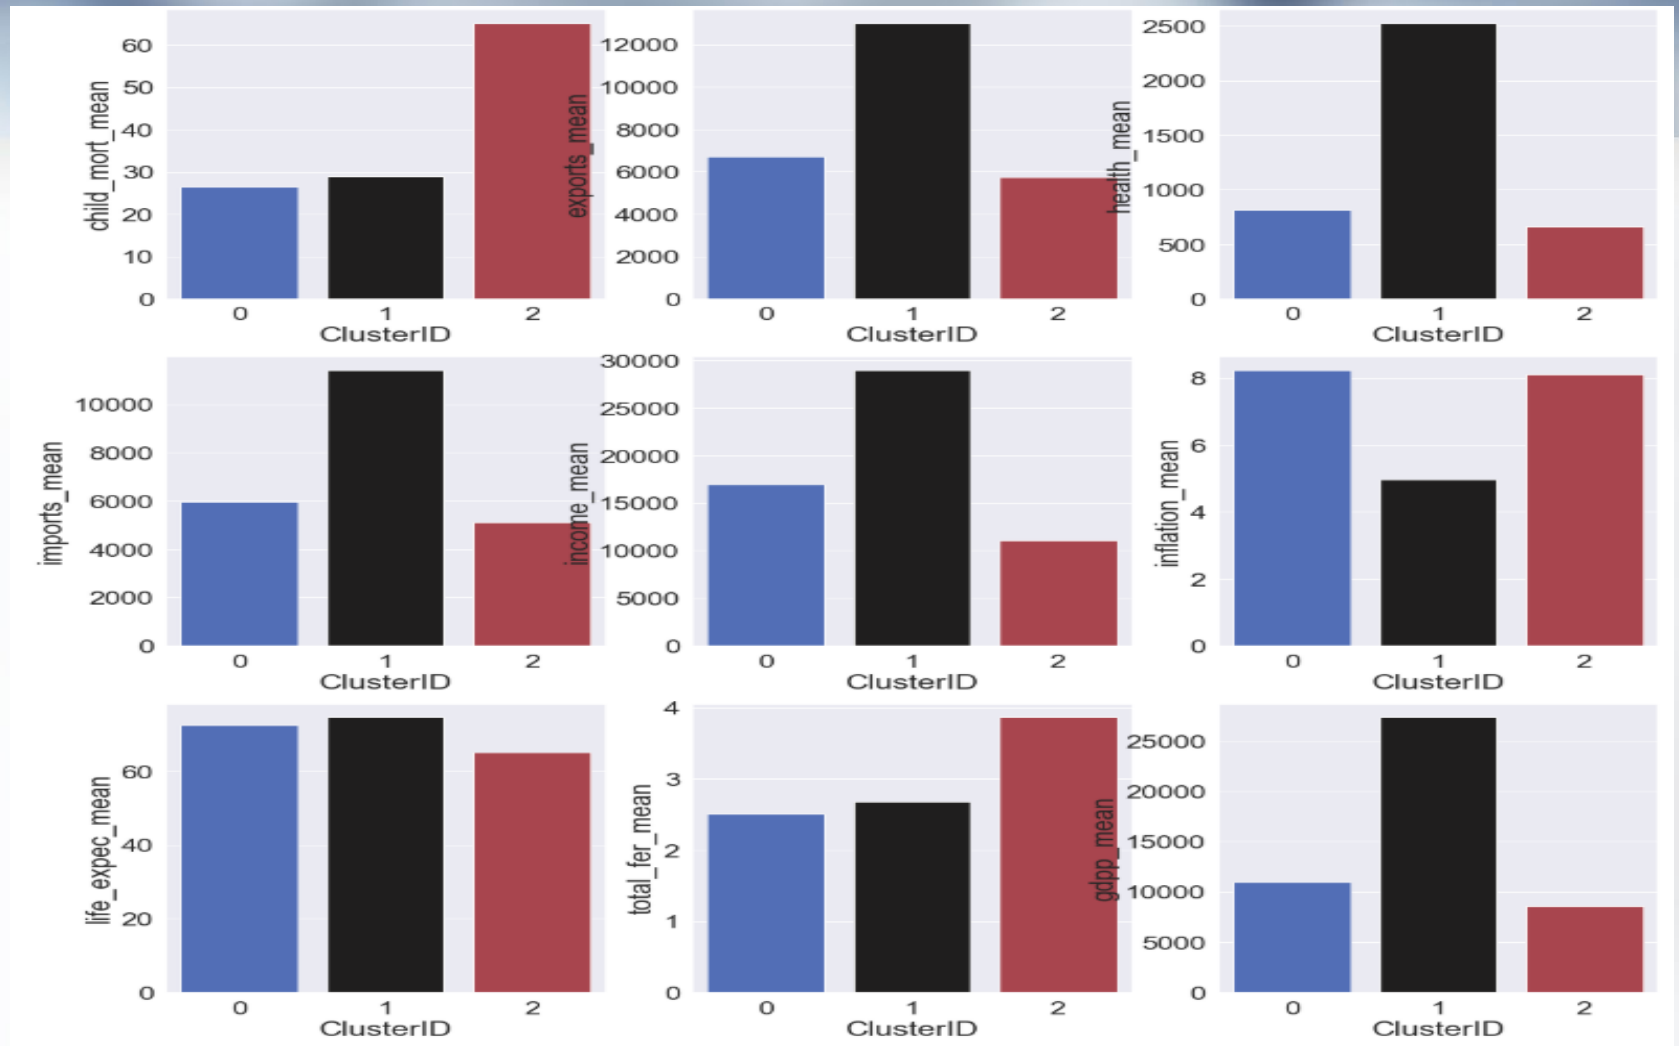 child_mort_mean
60
50
40
30
20
10
0
0 1 2
ClusterID
exports_mean
12000
10000
8000
6000
4000
2000
0
0 1 2
ClusterID
health_mean
2500
2000
1500
1000
500
0
0 1 2
ClusterID
imports_mean
10000
8000
6000
4000
2000
0
0 1 2
ClusterID
income_mean
30000
25000
20000
15000
10000
5000
0
0 1 2
ClusterID
inflation_mean
8
6
4
2
0
0 1 2
ClusterID
life_expec_mean
60
40
20
0
0 1 2
ClusterID
total_fer_mean
4
3
2
1
0
0 1 2
ClusterID
gdpp_mean
25000
20000
15000
10000
5000
0
0 1 2
ClusterID